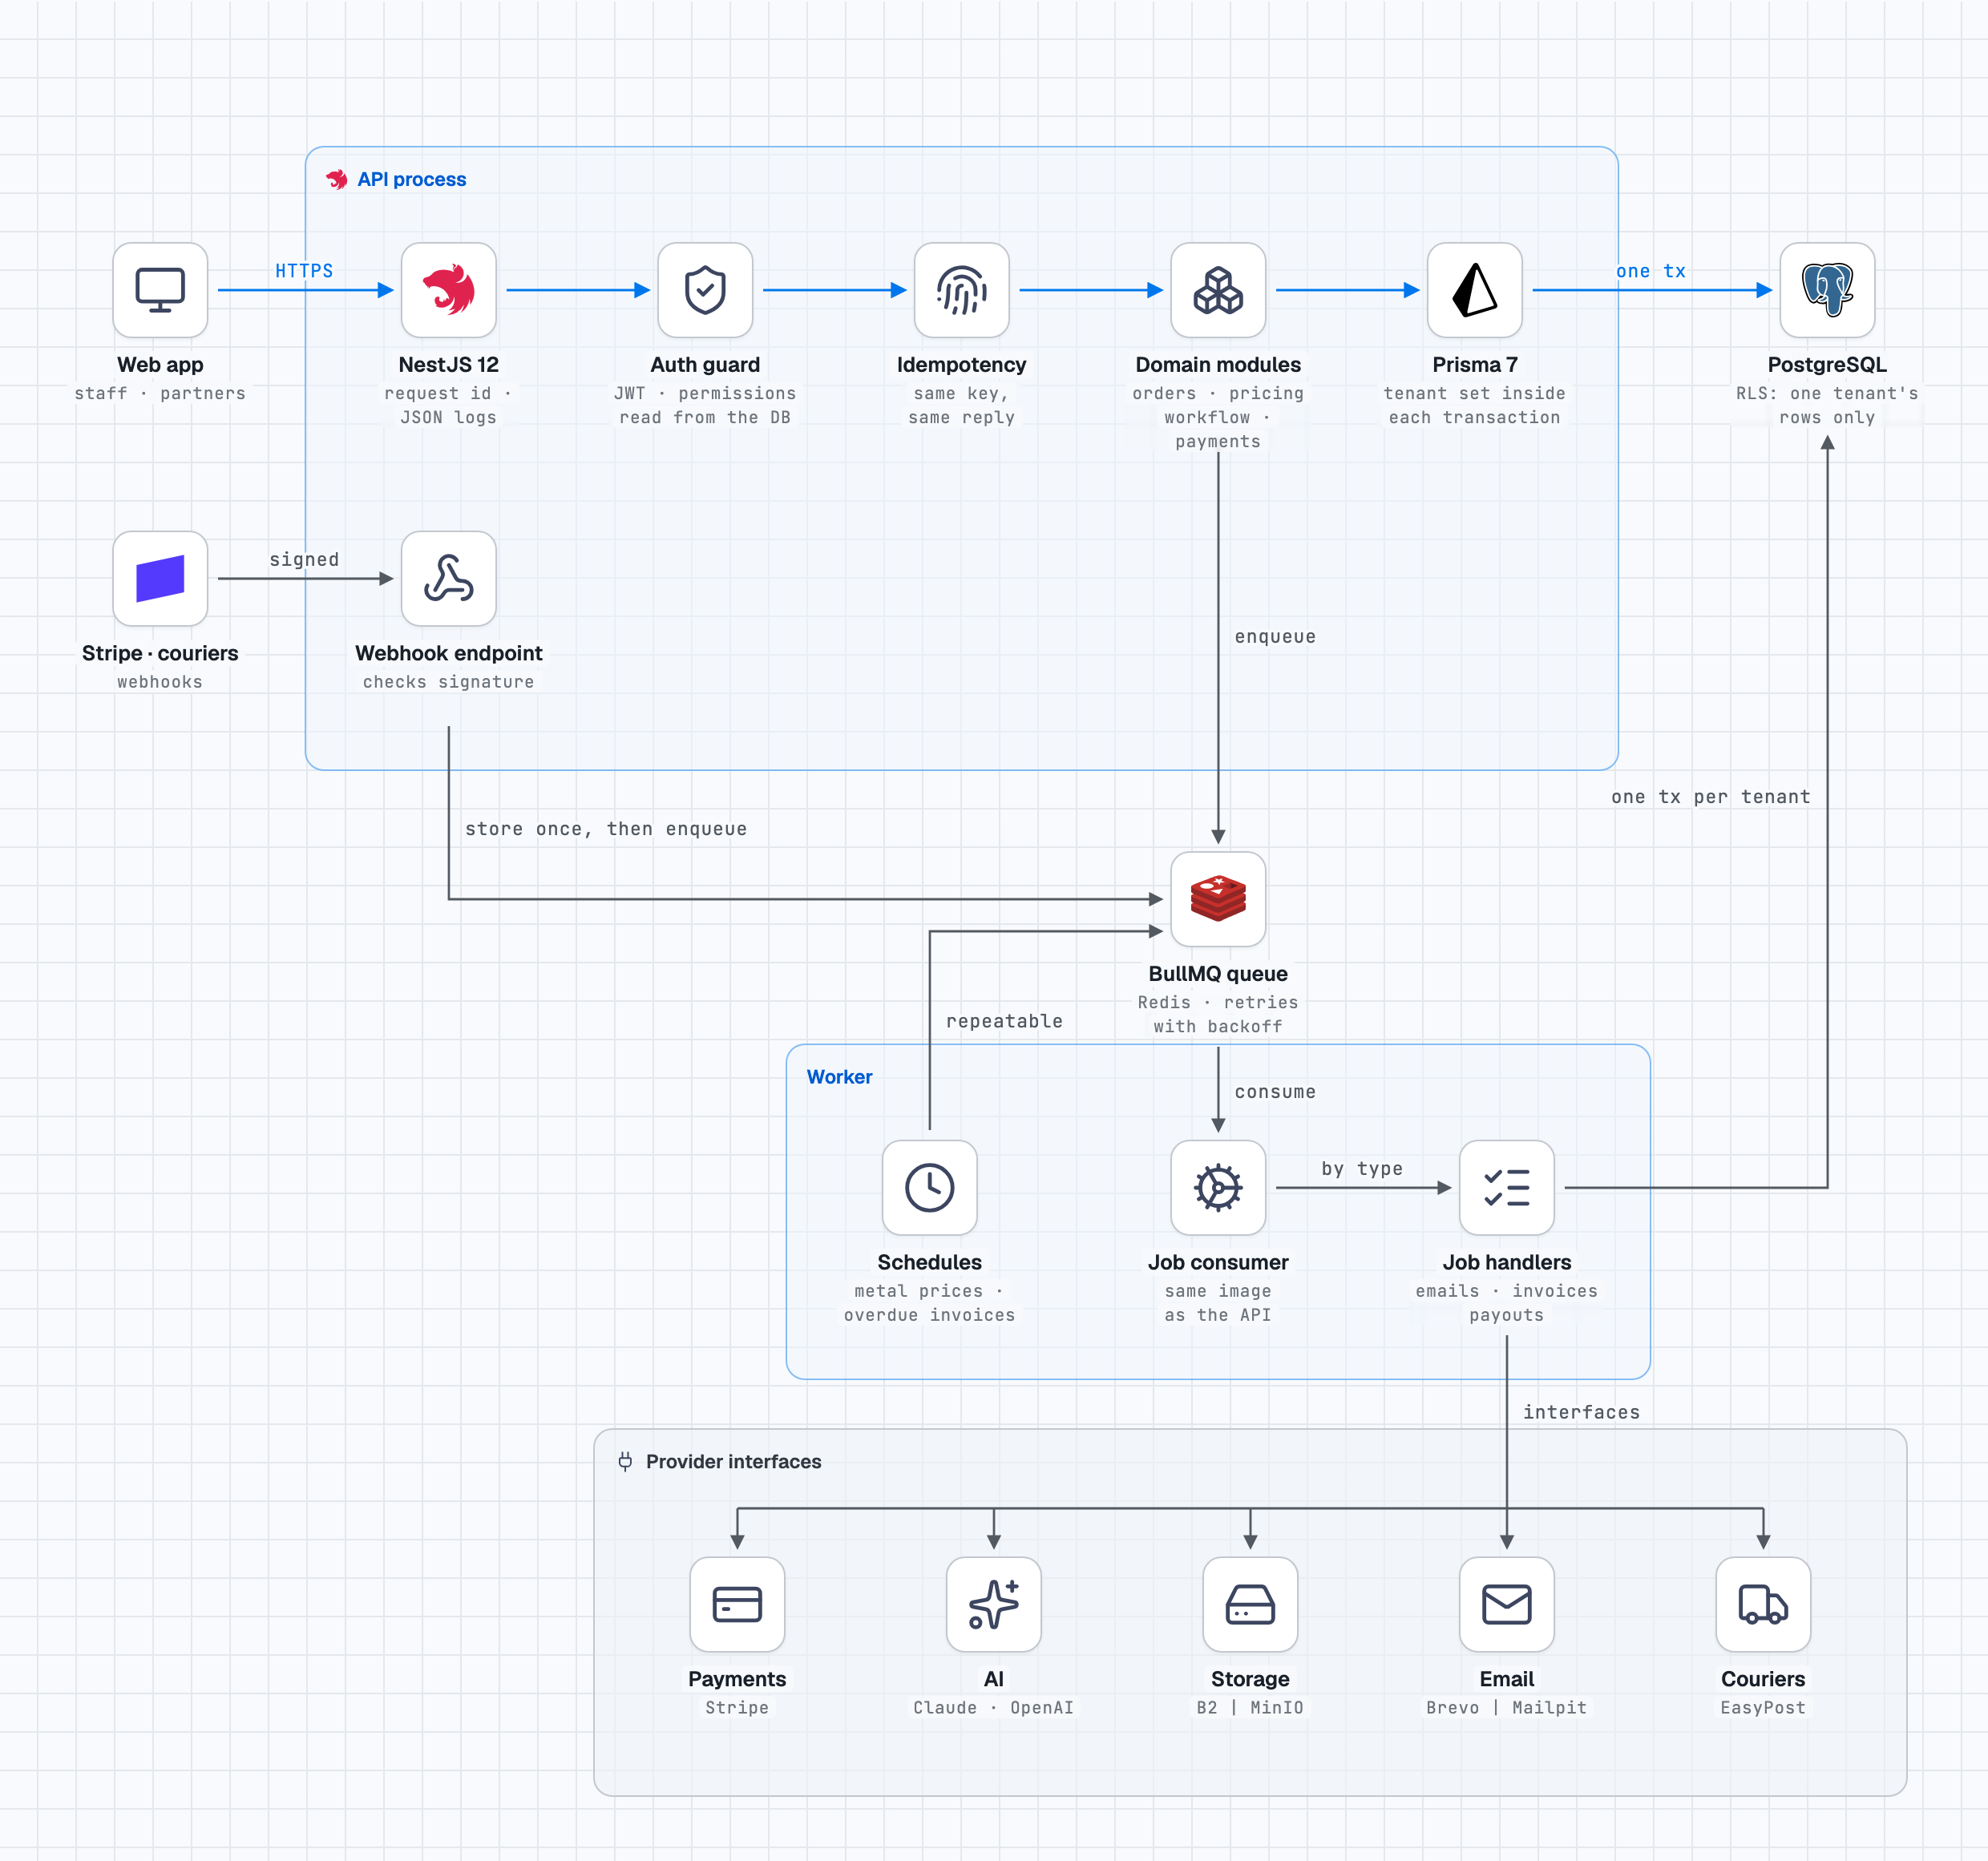 API process
HTTPS
one tx
Web app
staff · partners
NestJS 12
request id ·
JSON logs
Auth guard
JWT · permissions
read from the DB
Idempotency
same key,
same reply
Domain modules
orders · pricing
workflow ·
payments
Prisma 7
tenant set inside
each transaction
PostgreSQL
RLS: one tenant's
rows only
signed
Stripe · couriers
webhooks
Webhook endpoint
checks signature
enqueue
one tx per tenant
store once, then enqueue
BullMQ queue
Redis · retries
with backoff
repeatable
Worker
consume
by type
Schedules
metal prices ·
overdue invoices
Job consumer
same image
as the API
Job handlers
emails · invoices
payouts
interfaces
Provider interfaces
Payments
Stripe
AI
Claude · OpenAI
Storage
B2 | MinIO
Email
Brevo | Mailpit
Couriers
EasyPost